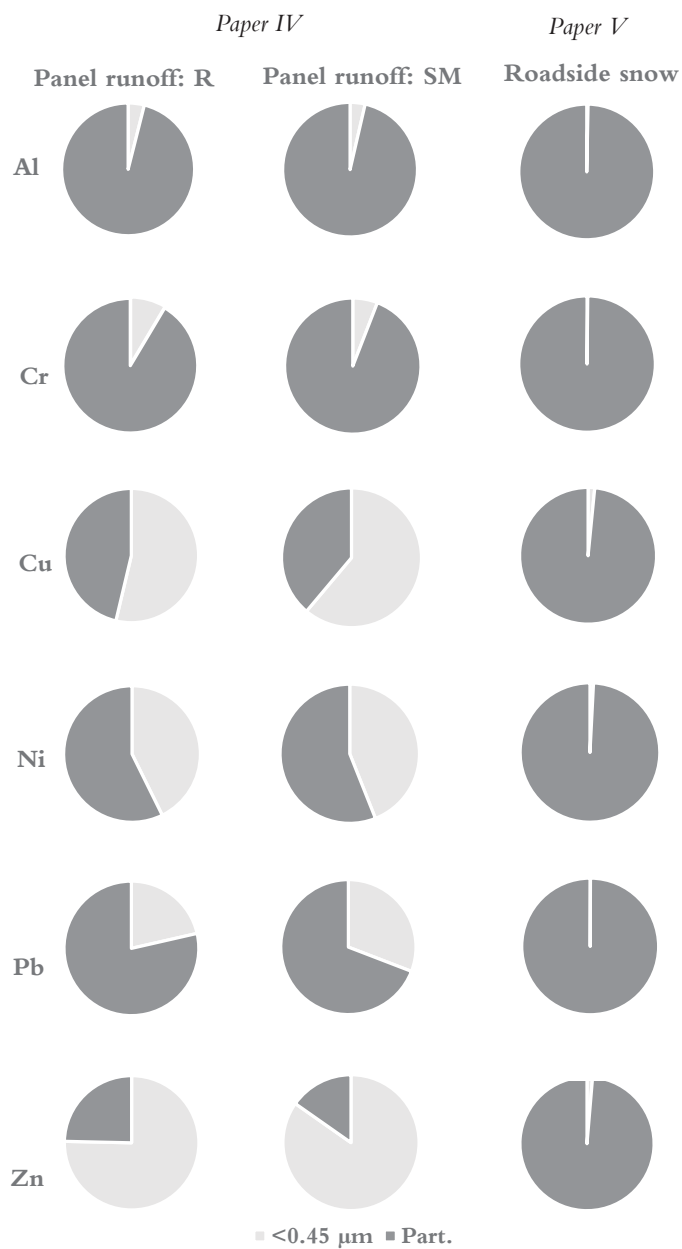 Paper IV Paper V
Panel runoff: R Panel runoff: SM Roadside snow
Al
Cr
Cu
Ni
Pb
Zn
<0.45 µm Part.